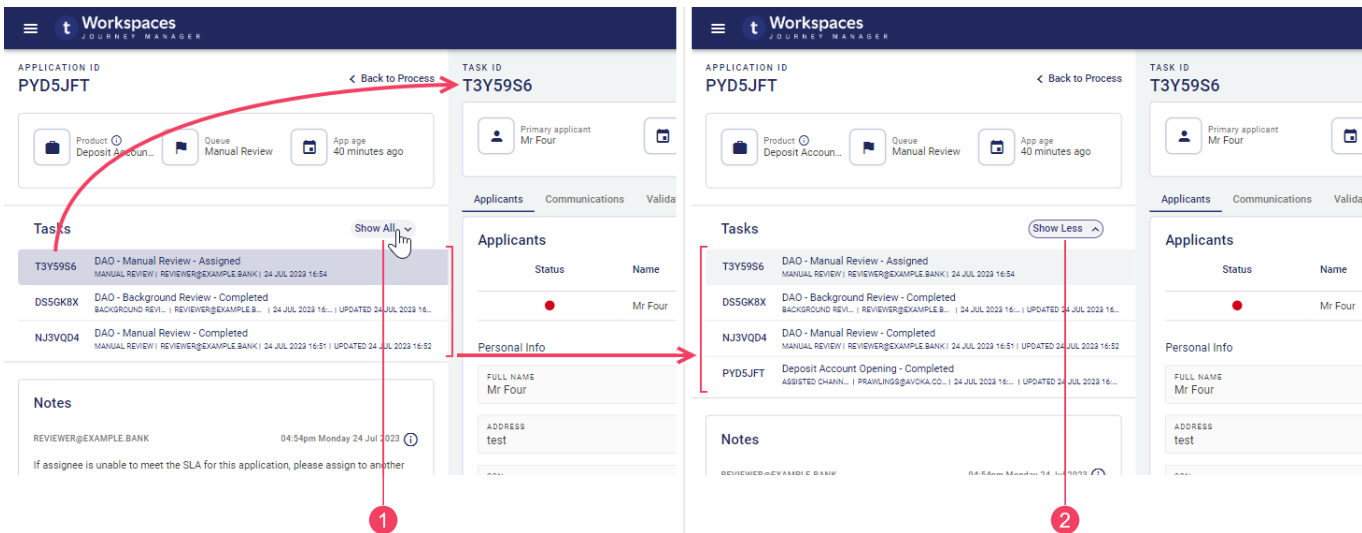 t Workspaces
JOURNEY MANAGER
APPLICATION ID
PYD5JFT
Back to Process
Product
Deposit Accoun...
Queue
Manual Review
App age
40 minutes ago
Tasks
Show All
T3Y59S6
DAO - Manual Review - Assigned
MANUAL REVIEW | REVIEWER@EXAMPLE.BANK | 24 JUL 2023 16:54
DS5GK8X
DAO - Background Review - Completed
BACKGROUND REVI... | REVIEWER@EXAMPLE.B... | 24 JUL 2023 16:... | UPDATED 24 JUL 2023 16...
NJ3VQD4
DAO - Manual Review - Completed
MANUAL REVIEW | REVIEWER@EXAMPLE.BANK | 24 JUL 2023 16:51 | UPDATED 24 JUL 2023 16:52
Notes
REVIEWER@EXAMPLE.BANK
04:54pm Monday 24 Jul 2023
If assignee is unable to meet the SLA for this application, please assign to another
TASK ID
T3Y59S6
Primary applicant
Mr Four
Applicants Communications Valida
Applicants
Status Name
Mr Four
Personal Info
FULL NAME
Mr Four
ADDRESS
test
1
t Workspaces
JOURNEY MANAGER
APPLICATION ID
PYD5JFT
Back to Process
Product
Deposit Accoun...
Queue
Manual Review
App age
40 minutes ago
Tasks
Show Less
T3Y59S6
DAO - Manual Review - Assigned
MANUAL REVIEW | REVIEWER@EXAMPLE.BANK | 24 JUL 2023 16:54
DS5GK8X
DAO - Background Review - Completed
BACKGROUND REVI... | REVIEWER@EXAMPLE.B... | 24 JUL 2023 16:... | UPDATED 24 JUL 2023 16...
NJ3VQD4
DAO - Manual Review - Completed
MANUAL REVIEW | REVIEWER@EXAMPLE.BANK | 24 JUL 2023 16:51 | UPDATED 24 JUL 2023 16:52
PYD5JFT
Deposit Account Opening - Completed
ASSISTED CHANN... | PRAWLINGS@AVOKA.CO... | 24 JUL 2023 16:... | UPDATED 24 JUL 2023 16:...
Notes
REVIEWER@EXAMPLE.BANK
04:54pm Monday 24 Jul 2023
TASK ID
T3Y59S6
Primary applicant
Mr Four
Applicants Communications Valida
Applicants
Status Name
Mr Four
Personal Info
FULL NAME
Mr Four
ADDRESS
test
2